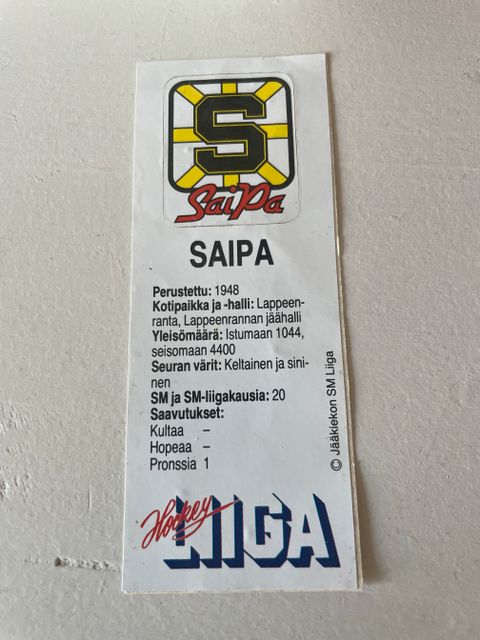 S
SaiPa
SAIPA
Perustettu: 1948
Kotipaikka ja -halli: Lappeen-
ranta, Lappeenrannan jäähalli
Yleisömäärä: Istumaan 1044,
seisomaan 4400
Seuran värit: Keltainen ja sini-
nen
SM ja SM-liigakausia: 20
Saavutukset:
Kultaa –
Hopeaa –
Pronssia 1
© Jääkiekon SM Liiga
Hockey
LIIGA